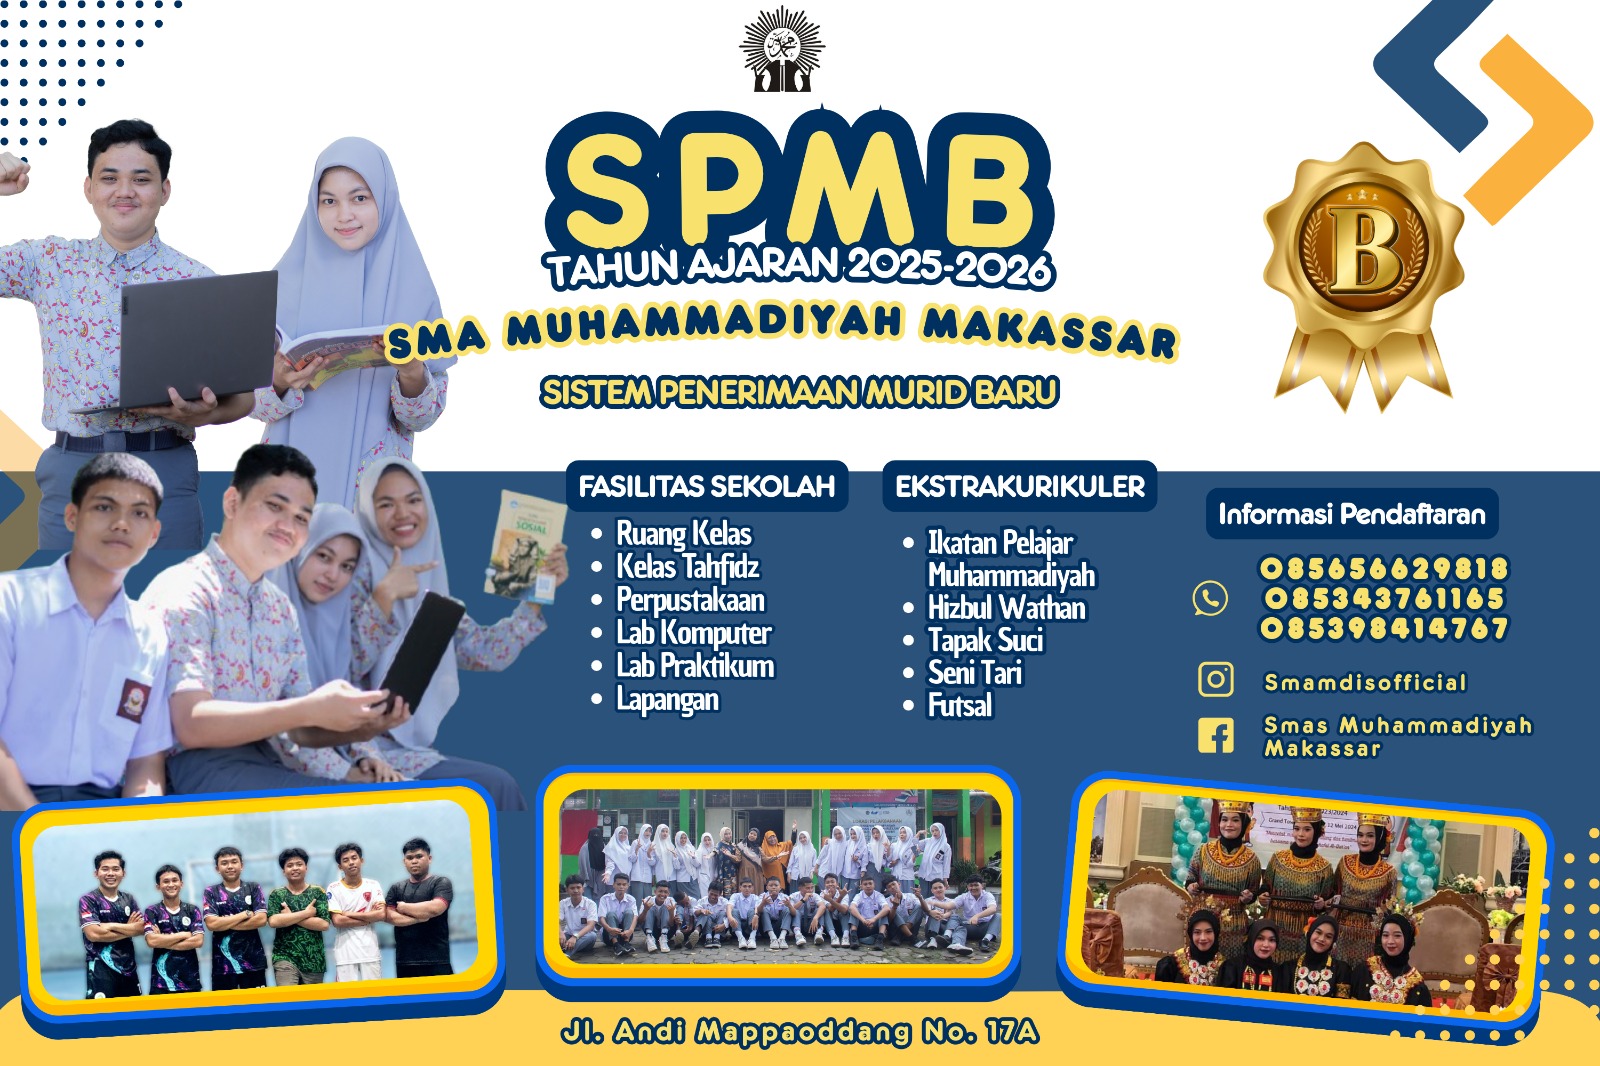 SPMB
TAHUN AJARAN 2025-2026
SMA MUHAMMADIYAH MAKASSAR
SISTEM PENERIMAAN MURID BARU
B
SOSIAL
FASILITAS SEKOLAH
• Ruang Kelas
• Kelas Tahfidz
• Perpustakaan
• Lab Komputer
• Lab Praktikum
• Lapangan
EKSTRAKURIKULER
• Ikatan Pelajar
Muhammadiyah
• Hizbul Wathan
• Tapak Suci
• Seni Tari
• Futsal
Informasi Pendaftaran
085656629818
085343761165
085398414767
Smamdisofficial
Smas Muhammadiyah
Makassar
Jl. Andi Mappaoddang No. 17A